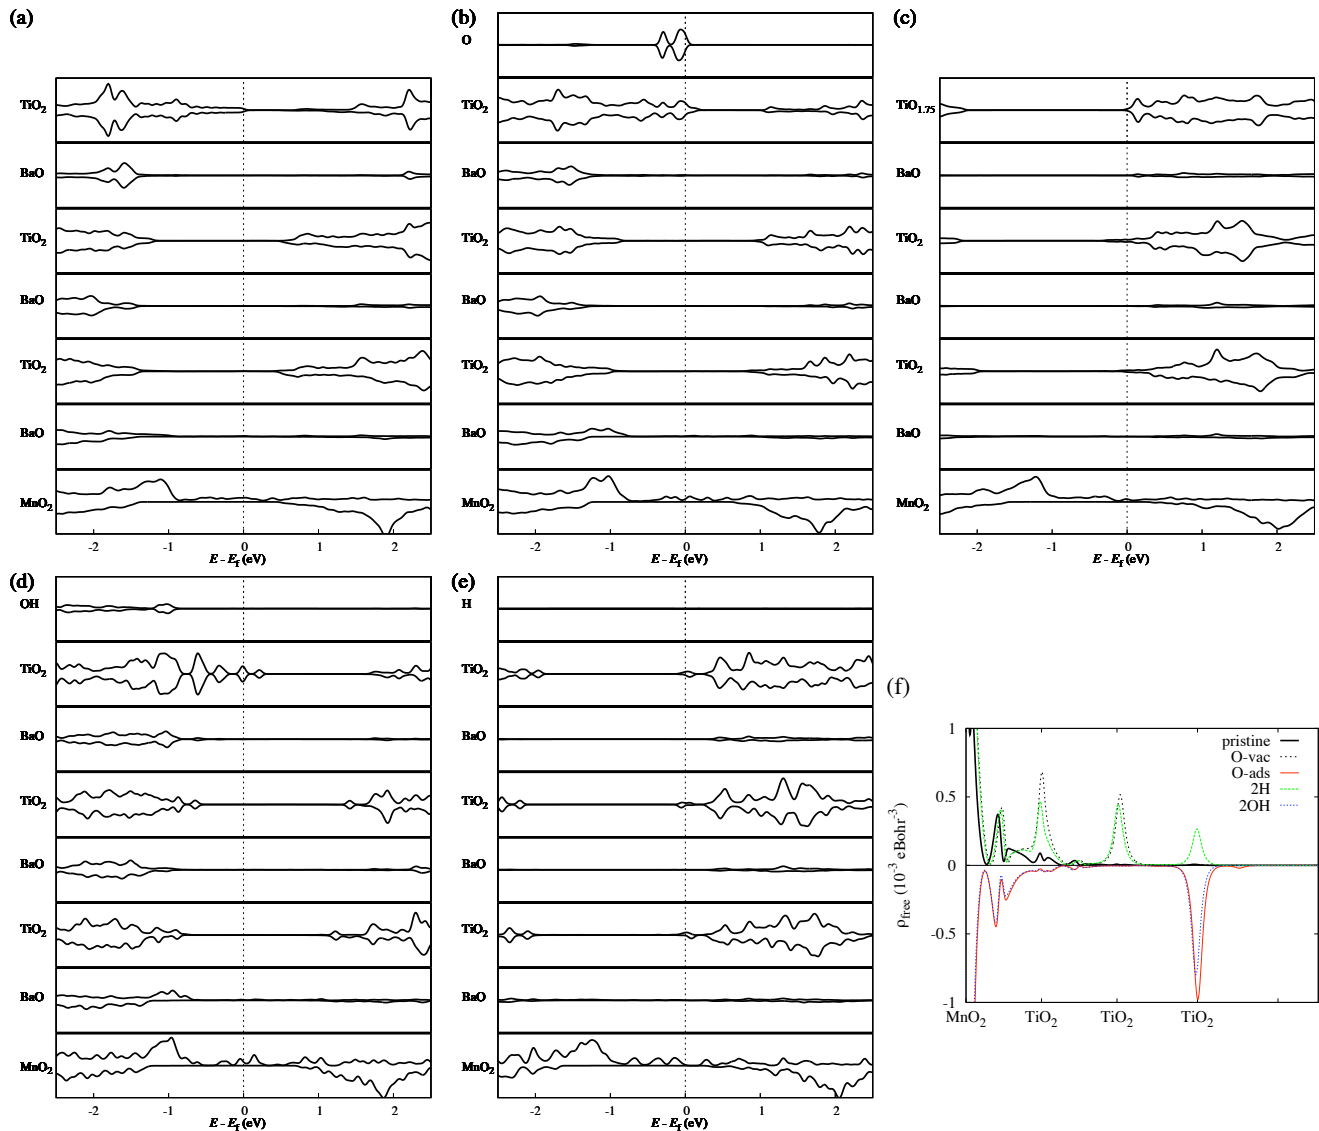 (a)
TiO2
BaO
TiO2
BaO
TiO2
BaO
MnO2
-2 -1 0 1 2
E - Ef (eV)
(b)
O
TiO2
BaO
TiO2
BaO
TiO2
BaO
MnO2
-2 -1 0 1 2
E - Ef (eV)
(c)
TiO1.75
BaO
TiO2
BaO
TiO2
BaO
MnO2
-2 -1 0 1 2
E - Ef (eV)
(d)
OH
TiO2
BaO
TiO2
BaO
TiO2
BaO
MnO2
-2 -1 0 1 2
E - Ef (eV)
(e)
H
TiO2
BaO
TiO2
BaO
TiO2
BaO
MnO2
-2 -1 0 1 2
E - Ef (eV)
(f)
pristine
O-vac
O-ads
2H
2OH
1
0.5
0
-0.5
-1
ρfree (10-3 eBohr-3)
MnO2 TiO2 TiO2 TiO2